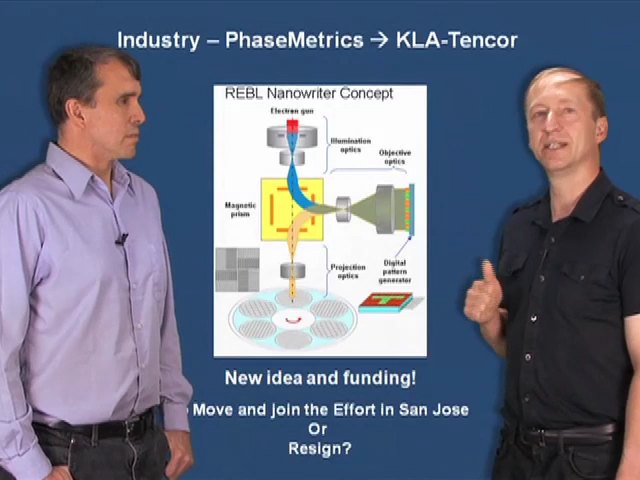 Industry – PhaseMetrics → KLA-Tencor
REBL Nanowriter Concept
Electron gun
Illumination
optics
Objective
optics
Magnetic
prism
Digital
pattern
generator
Projection
optics
New idea and funding!
Move and join the Effort in San Jose
Or
Resign?